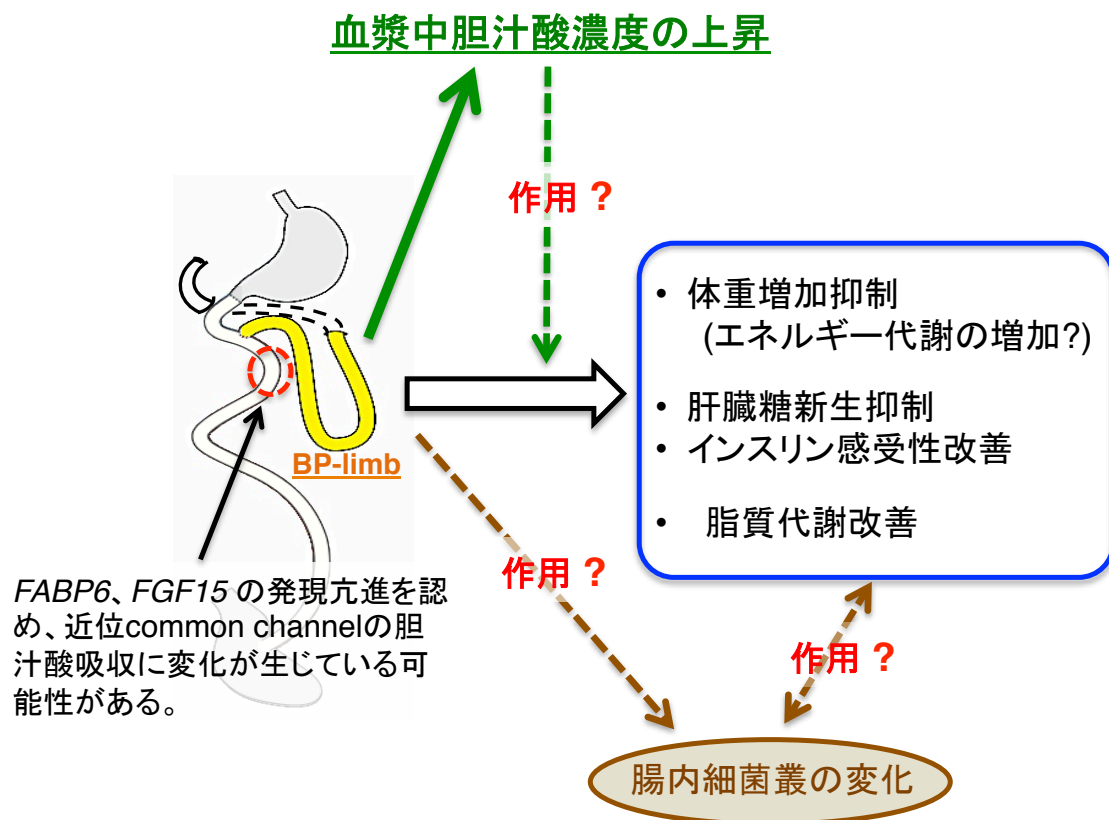 血漿中胆汁酸濃度の上昇
作用 ?
• 体重増加抑制
(エネルギー代謝の増加?)
• 肝臓糖新生抑制
• インスリン感受性改善
• 脂質代謝改善
BP-limb
作用 ?
FABP6、FGF15 の発現亢進を認
め、近位common channelの胆
汁酸吸収に変化が生じている可
能性がある。
作用 ?
腸内細菌叢の変化